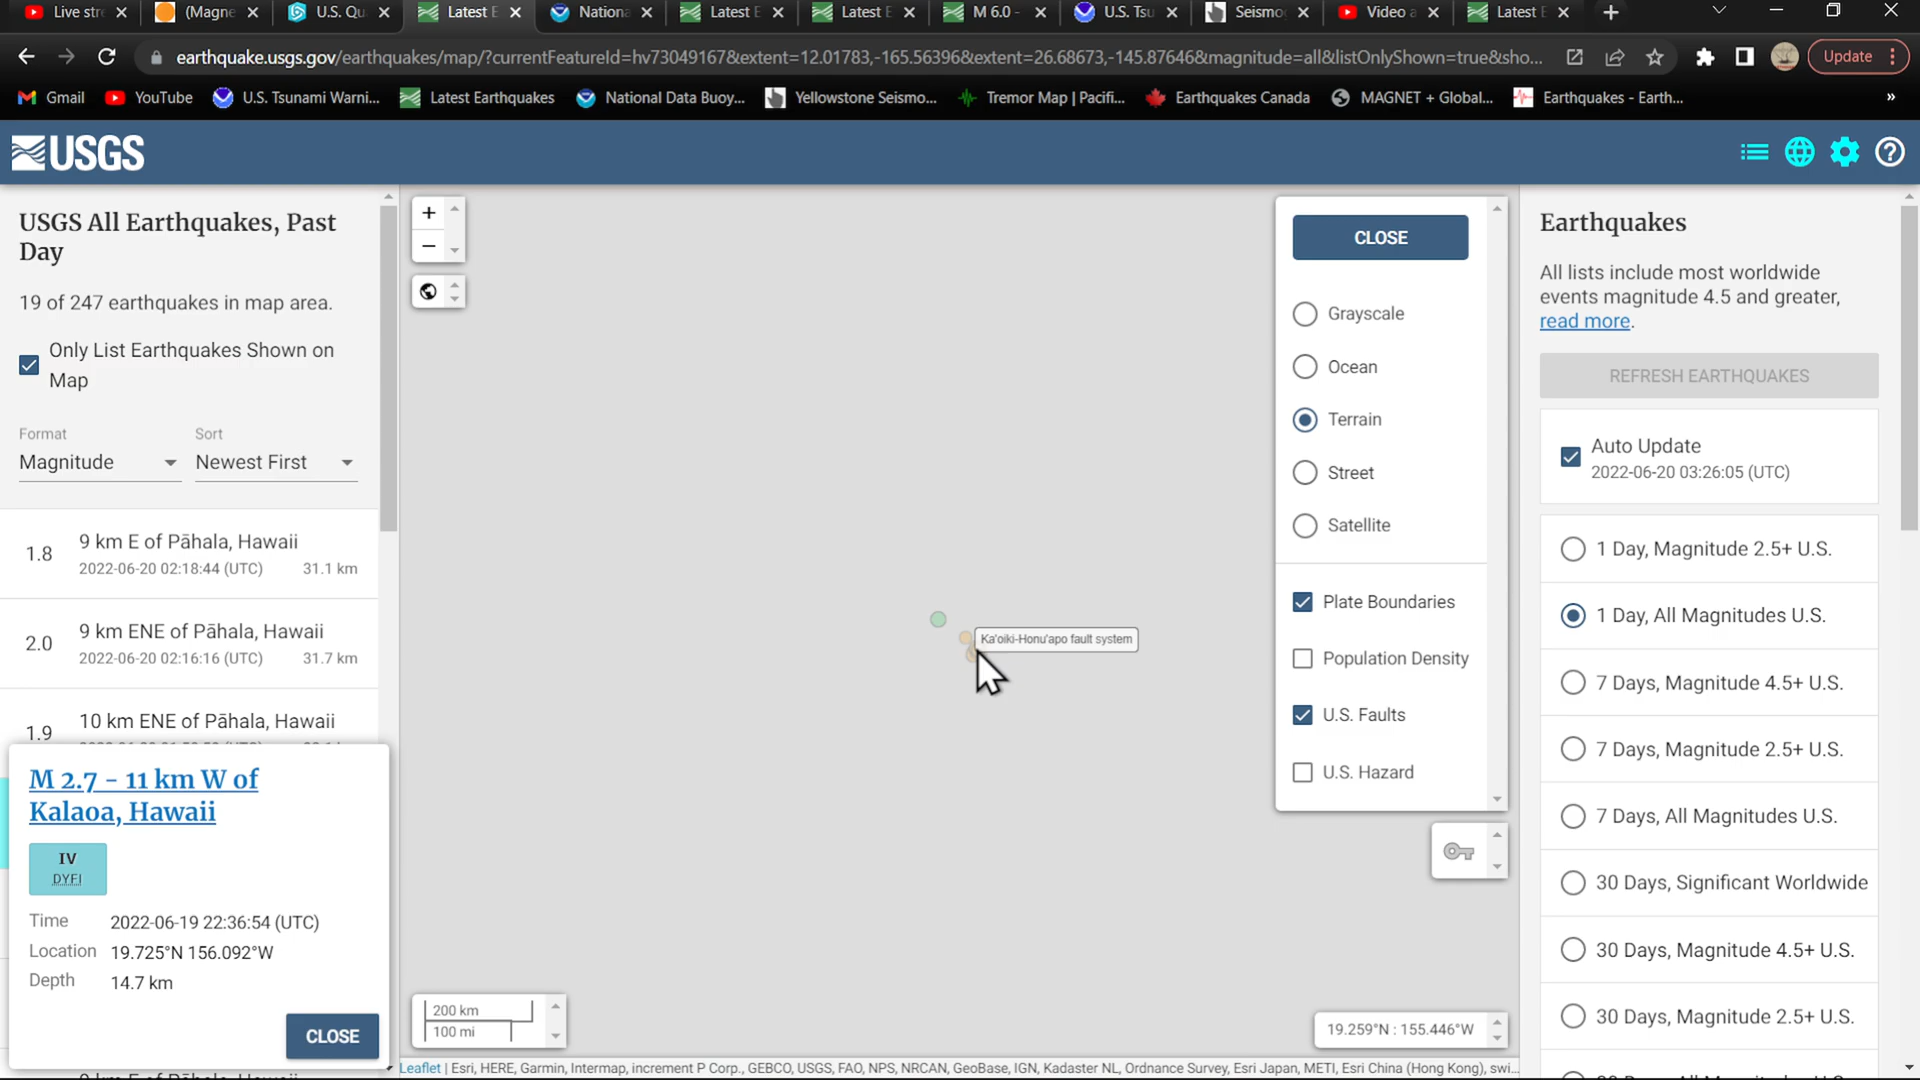 Live str
(Magne
U.S. Qu
Latest E
Nationa
Latest E
Latest E
M 6.0 -
U.S. Tsu
Seismo
Video a
Latest E
earthquake.usgs.gov/earthquakes/map/?currentFeatureId=hv73049167&extent=12.01783,-165.56396&extent=26.68673,-145.87646&magnitude=all&listOnlyShown=true&sho...
Update
Gmail
YouTube
U.S. Tsunami Warni...
Latest Earthquakes
National Data Buoy...
Yellowstone Seismo...
Tremor Map | Pacifi...
Earthquakes Canada
MAGNET + Global...
Earthquakes - Earth...
»
USGS
USGS All Earthquakes, Past
Day
19 of 247 earthquakes in map area.
Only List Earthquakes Shown on
Map
Format
Sort
Magnitude
Newest First
1.8
9 km E of Pāhala, Hawaii
2022-06-20 02:18:44 (UTC)
31.1 km
2.0
9 km ENE of Pāhala, Hawaii
2022-06-20 02:16:16 (UTC)
31.7 km
1.9
10 km ENE of Pāhala, Hawaii
M 2.7 - 11 km W of
Kalaoa, Hawaii
IV
DYFI
Time
2022-06-19 22:36:54 (UTC)
Location
19.725°N 156.092°W
Depth
14.7 km
CLOSE
+
−
Ka'oiki-Honu'apo fault system
200 km
100 mi
CLOSE
Grayscale
Ocean
Terrain
Street
Satellite
Plate Boundaries
Population Density
U.S. Faults
U.S. Hazard
19.259°N : 155.446°W
Leaflet | Esri, HERE, Garmin, Intermap, increment P Corp., GEBCO, USGS, FAO, NPS, NRCAN, GeoBase, IGN, Kadaster NL, Ordnance Survey, Esri Japan, METI, Esri China (Hong Kong), swi...
Earthquakes
All lists include most worldwide
events magnitude 4.5 and greater,
read more.
REFRESH EARTHQUAKES
Auto Update
2022-06-20 03:26:05 (UTC)
1 Day, Magnitude 2.5+ U.S.
1 Day, All Magnitudes U.S.
7 Days, Magnitude 4.5+ U.S.
7 Days, Magnitude 2.5+ U.S.
7 Days, All Magnitudes U.S.
30 Days, Significant Worldwide
30 Days, Magnitude 4.5+ U.S.
30 Days, Magnitude 2.5+ U.S.